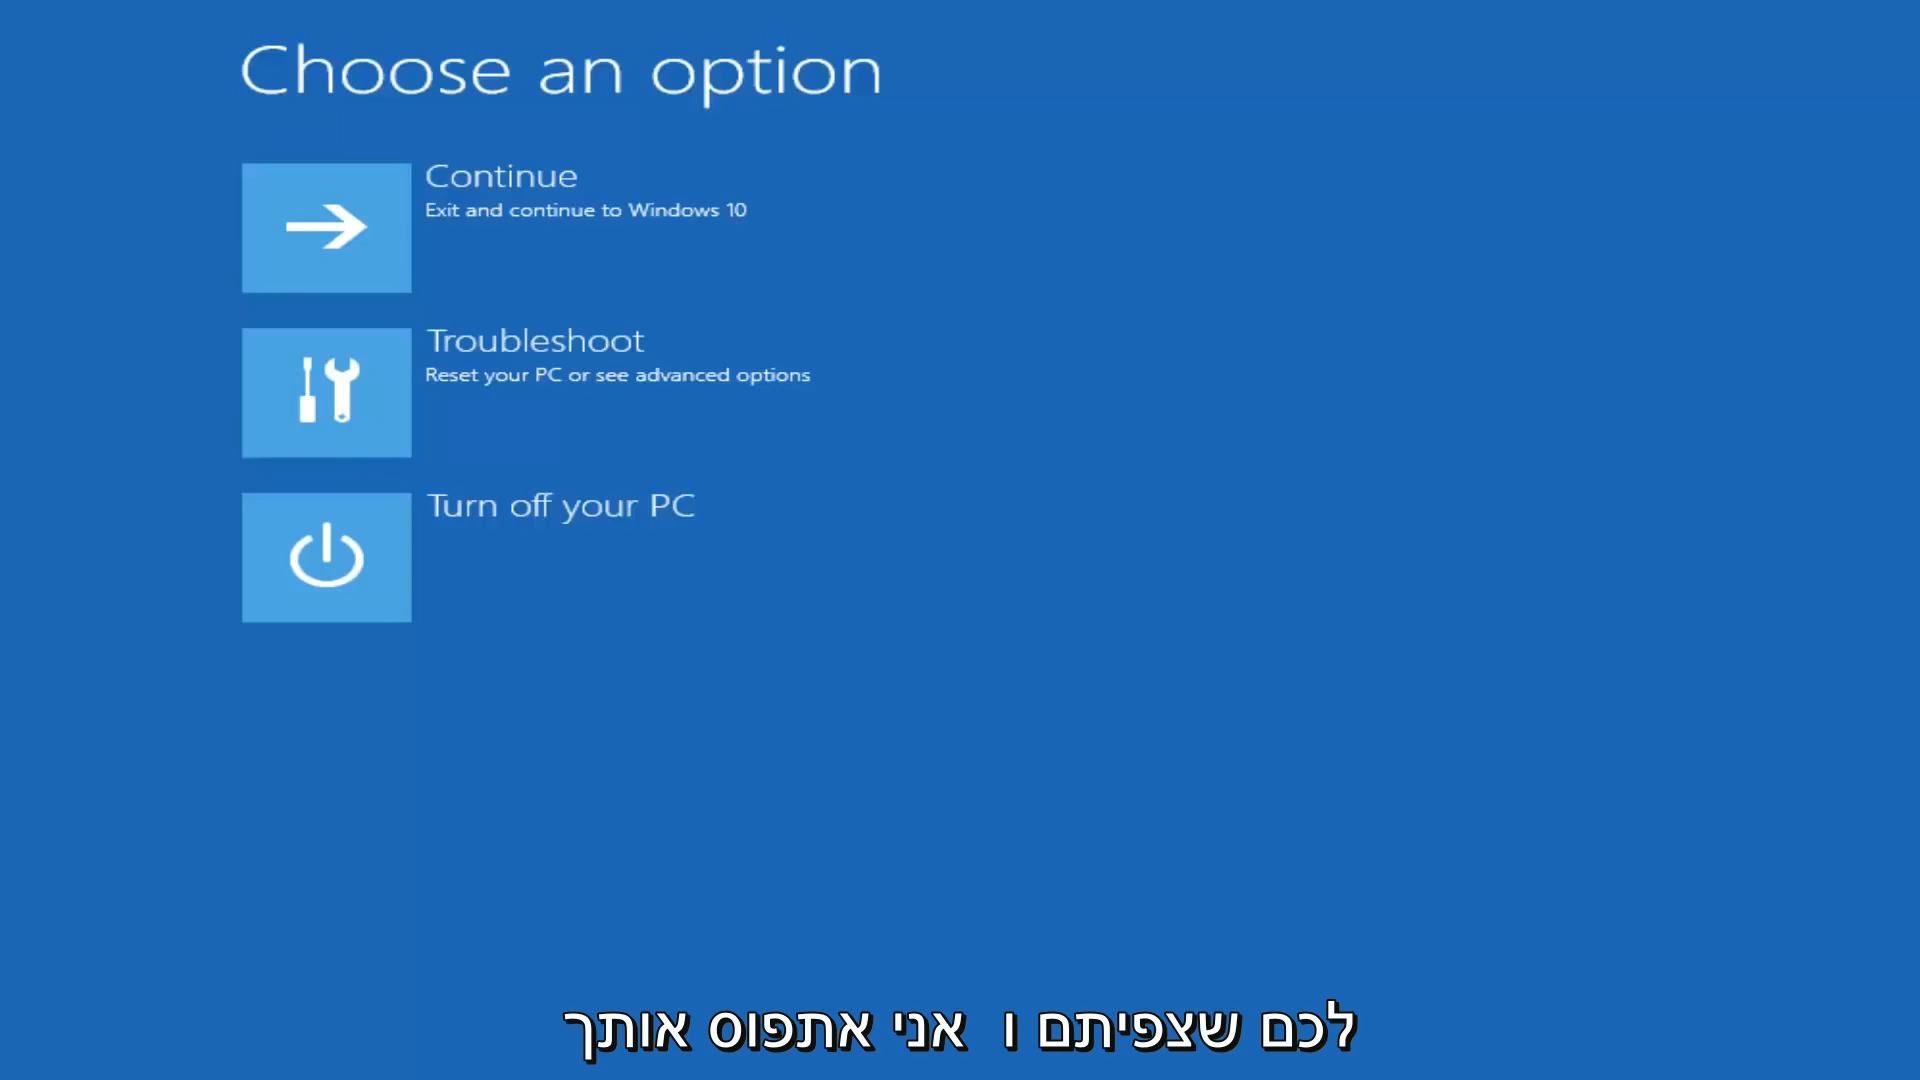 Choose an option
Continue
Exit and continue to Windows 10
Troubleshoot
Reset your PC or see advanced options
Turn off your PC
לכם שצפיתם ו  אני אתפוס אותך